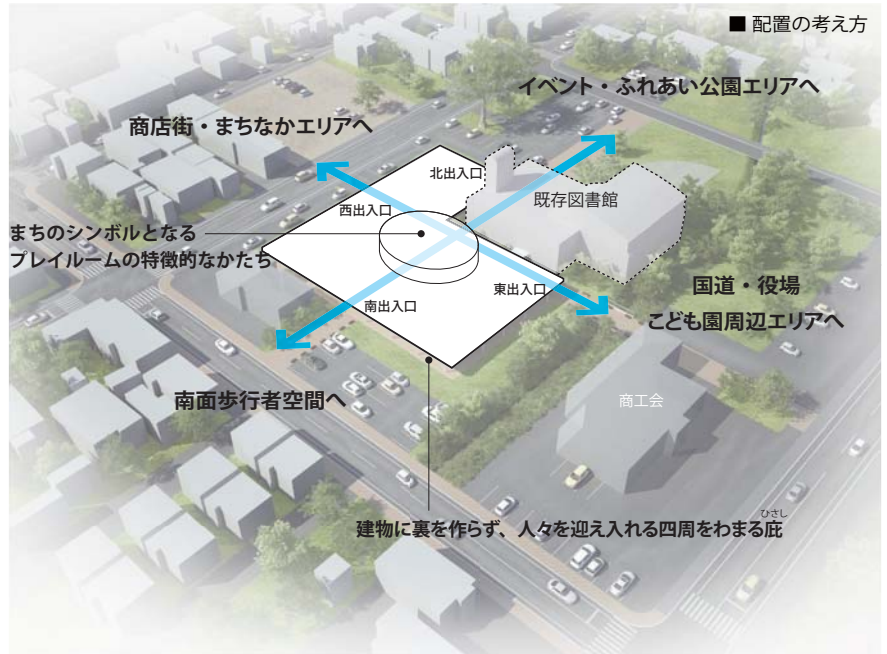 ■ 配置の考え方
イベント・ふれあい公園エリアへ
商店街・まちなかエリアへ
北出入口
既存図書館
西出入口
まちのシンボルとなる
プレイルームの特徴的なかたち
東出入口
国道・役場
こども園周辺エリアへ
南出入口
南面歩行者空間へ
商工会
ひさし
建物に裏を作らず、人々を迎え入れる四周をまわる庇